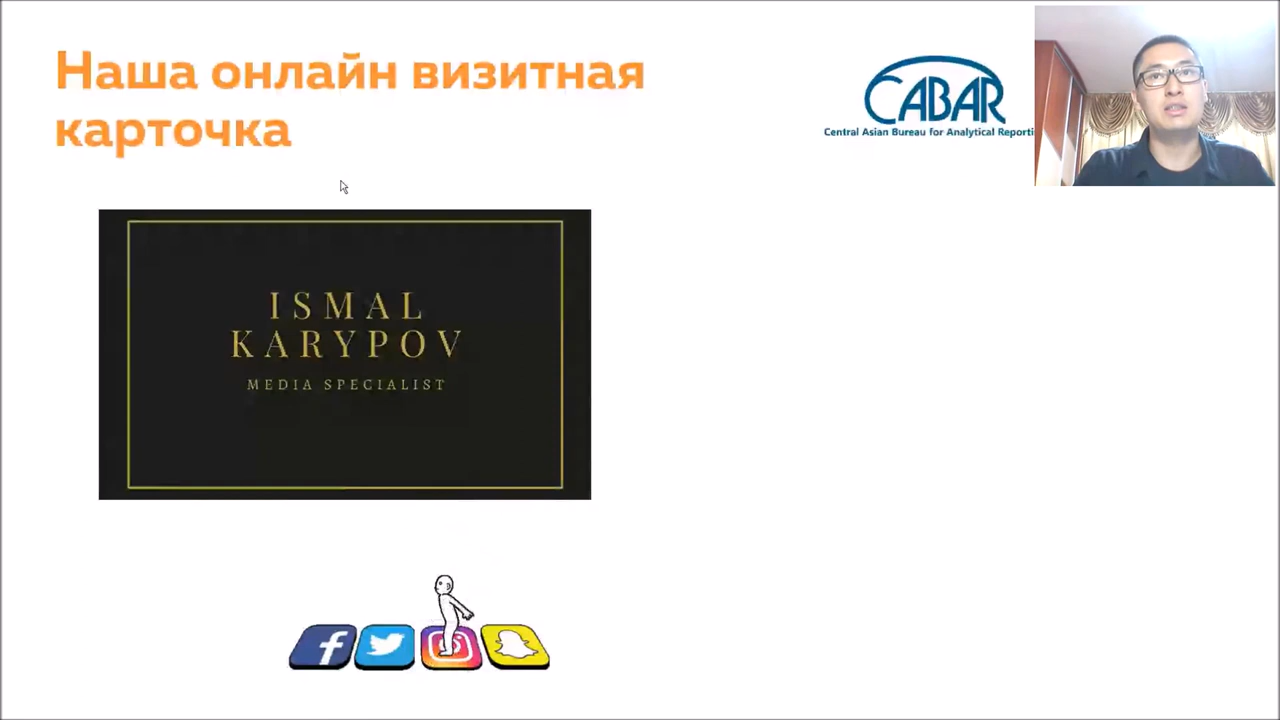 Наша онлайн визитная
карточка
CABAR
Central Asian Bureau for Analytical Reporti
ISMAL
KARYPOV
MEDIA SPECIALIST